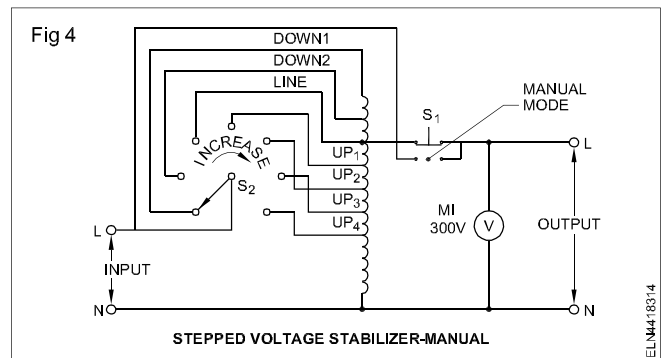 Fig 4
DOWN1
DOWN2
LINE
MANUAL
MODE
S1
INCREASE
UP1
UP2
S2
UP3
UP4
MI
300V
V
L
OUTPUT
L
INPUT
N
N
STEPPED VOLTAGE STABILIZER-MANUAL
ELN4418314